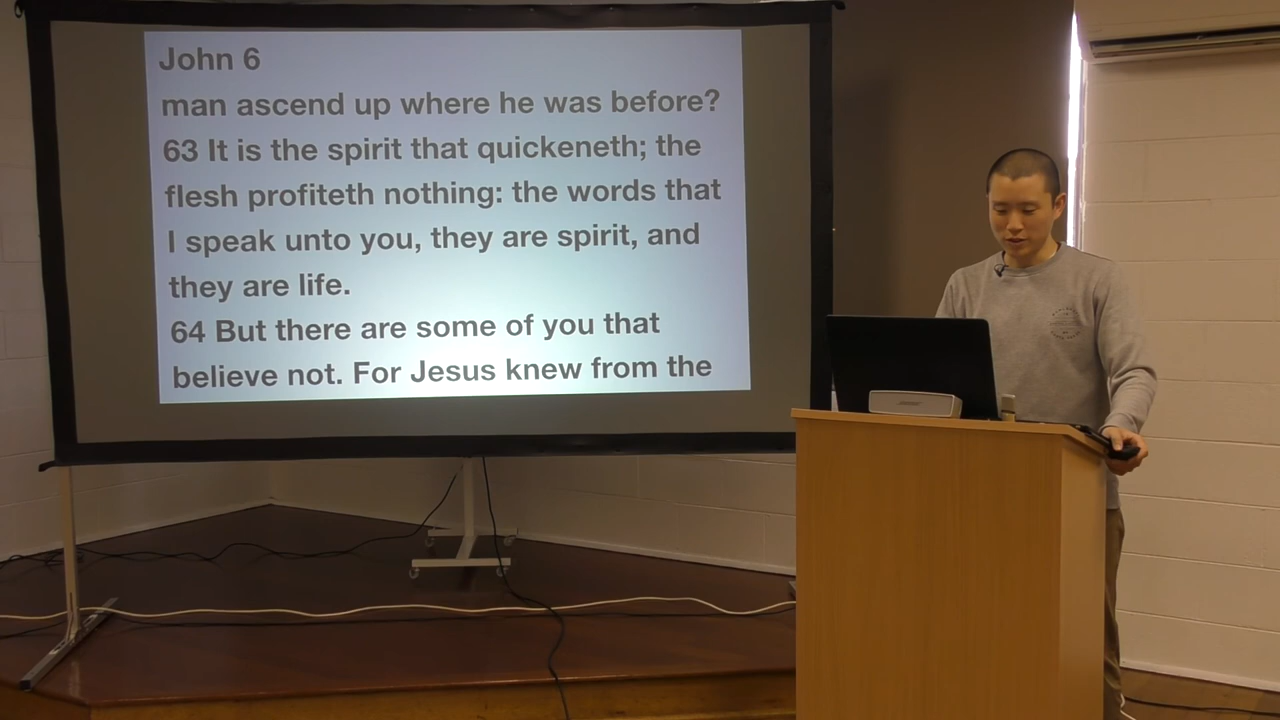 John 6
man ascend up where he was before?
63 It is the spirit that quickeneth; the
flesh profiteth nothing: the words that
I speak unto you, they are spirit, and
they are life.
64 But there are some of you that
believe not. For Jesus knew from the